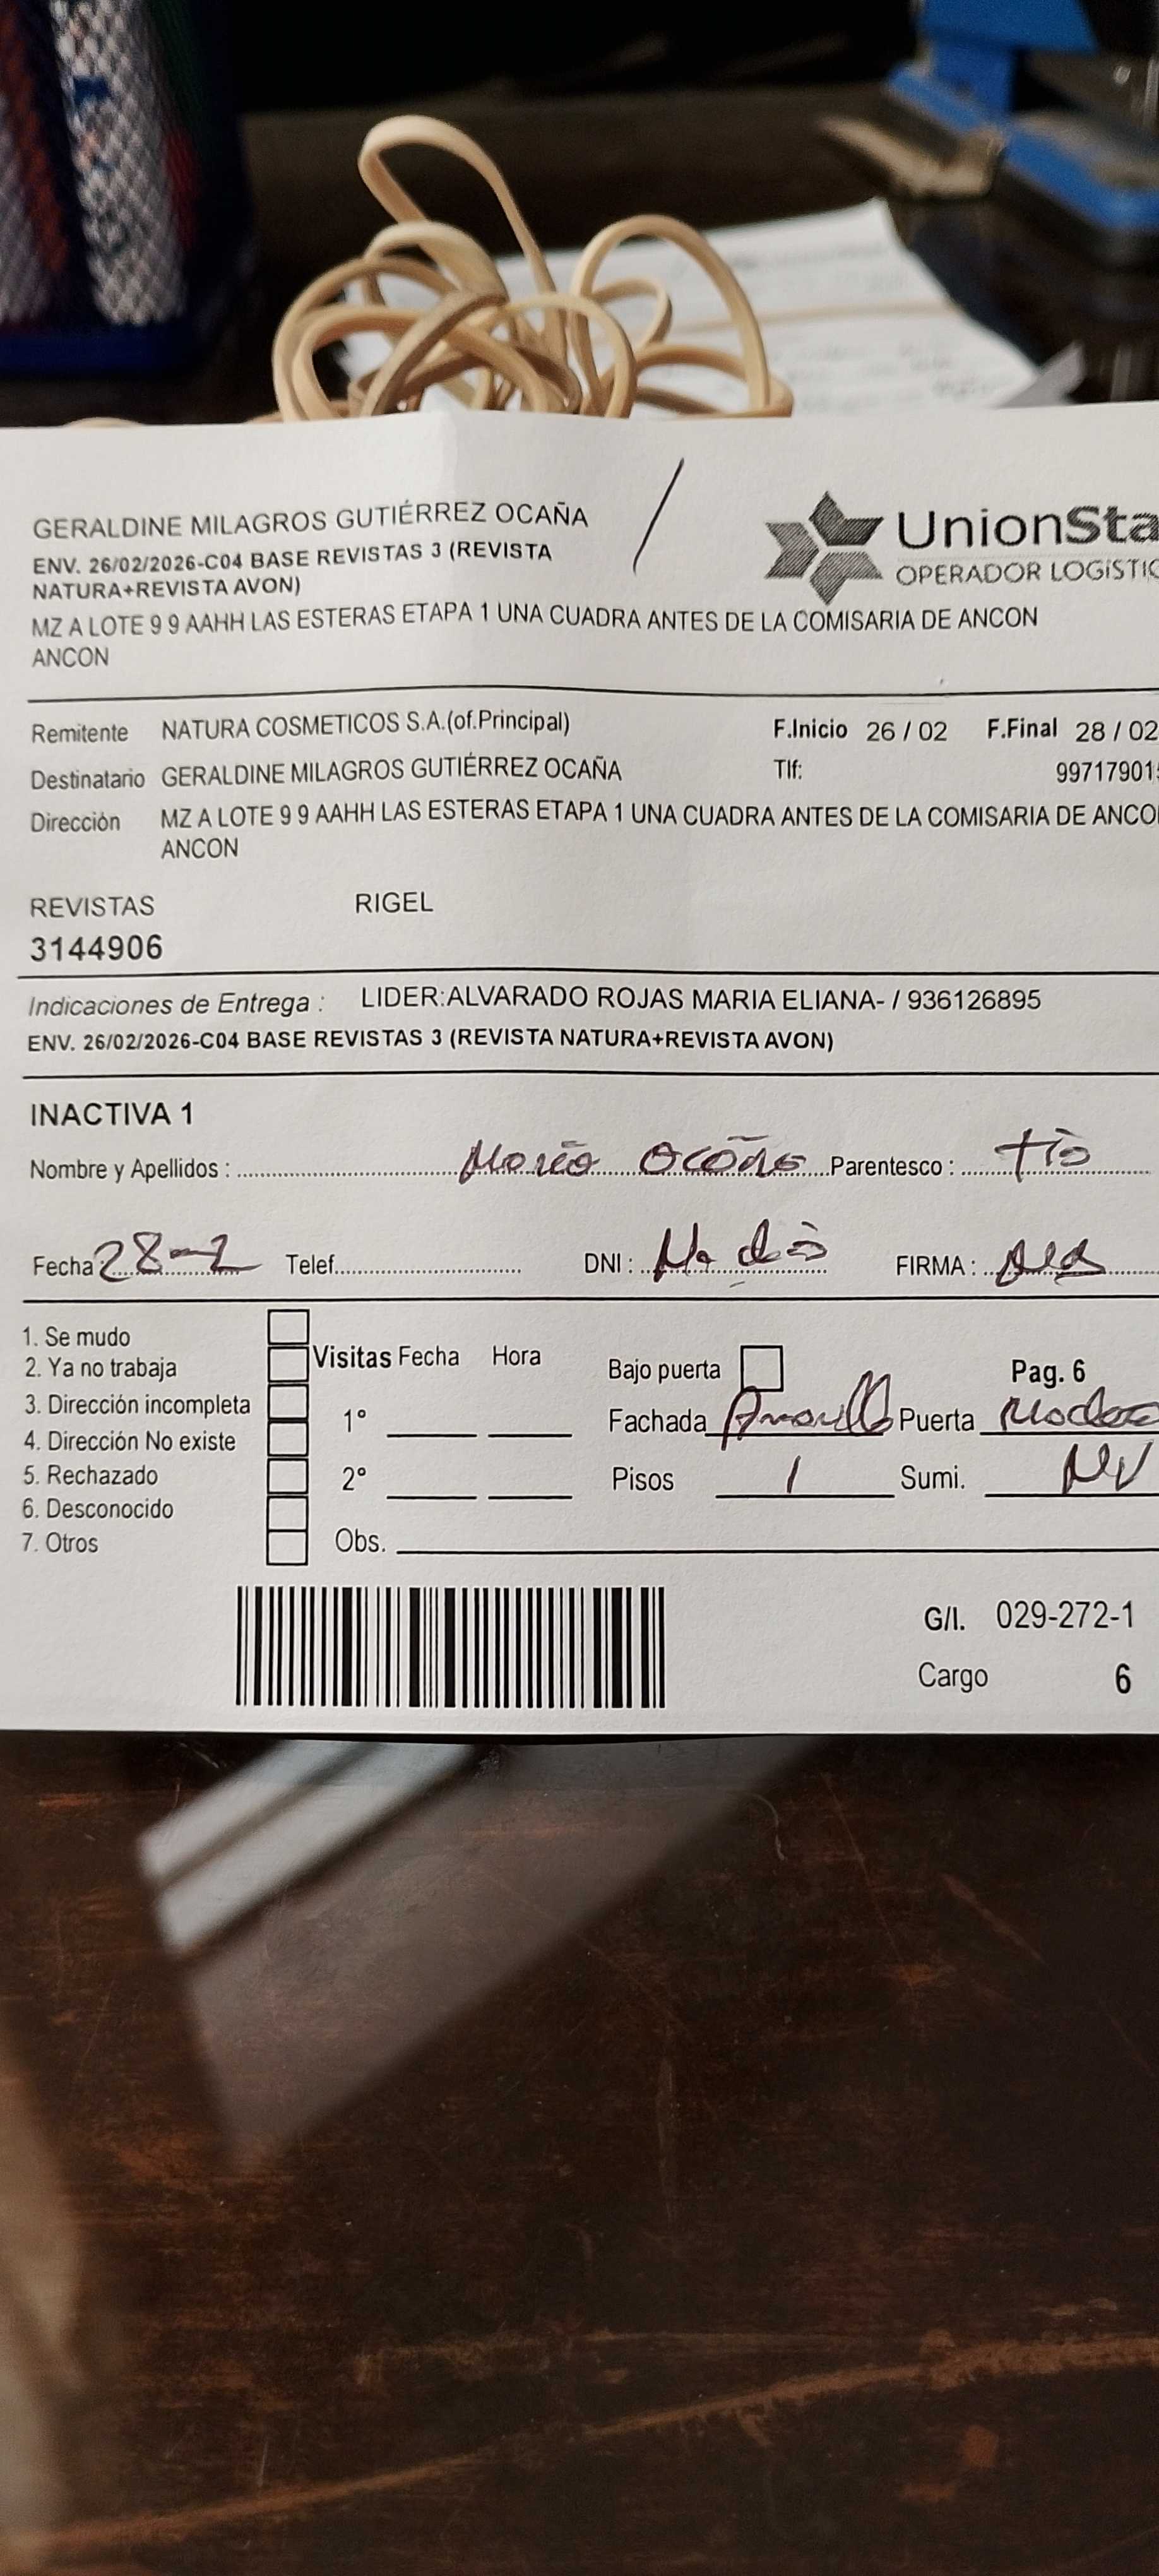 GERALDINE MILAGROS GUTIÉRREZ OCAÑA
ENV. 26/02/2026-C04 BASE REVISTAS 3 (REVISTA
NATURA+REVISTA AVON)
MZ A LOTE 9 9 AAHH LAS ESTERAS ETAPA 1 UNA CUADRA ANTES DE LA COMISARIA DE ANCON
ANCON
UnionSta
OPERADOR LOGÍSTIC
Remitente NATURA COSMETICOS S.A.(of.Principal) F.Inicio 26 / 02 F.Final 28 / 02
Destinatario GERALDINE MILAGROS GUTIÉRREZ OCAÑA Tlf: 99717901
Dirección MZ A LOTE 9 9 AAHH LAS ESTERAS ETAPA 1 UNA CUADRA ANTES DE LA COMISARIA DE ANCO
ANCON
REVISTAS RIGEL
3144906
Indicaciones de Entrega : LIDER:ALVARADO ROJAS MARIA ELIANA- / 936126895
ENV. 26/02/2026-C04 BASE REVISTAS 3 (REVISTA NATURA+REVISTA AVON)
INACTIVA 1
Nombre y Apellidos : Ocaña Parentesco : tio
Fecha 28-2 Telef. DNI : No dio FIRMA :
1. Se mudo
2. Ya no trabaja Visitas Fecha Hora Bajo puerta Pag. 6
3. Dirección incompleta 1° Fachada Amarillo Puerta
4. Dirección No existe
5. Rechazado 2° Pisos 1 Sumi.
6. Desconocido
7. Otros Obs.
G/I. 029-272-1
Cargo 6